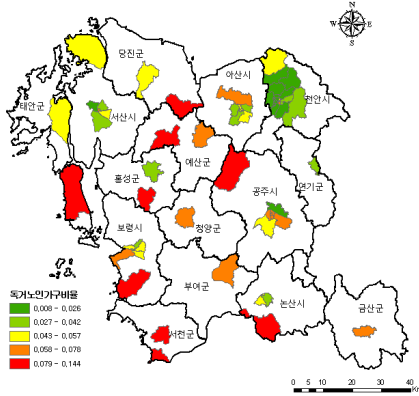 N
W E
S
당진군
아산시
천안시
태안군
서산시
예산군
홍성군
공주시
연기군
보령시
청양군
부여군
논산시
금산군
서천군
독거노인가구비율
0,008 - 0,026
0,027 - 0,042
0,043 - 0,057
0,058 - 0,078
0,079 - 0,144
0 5 10 20 30 40